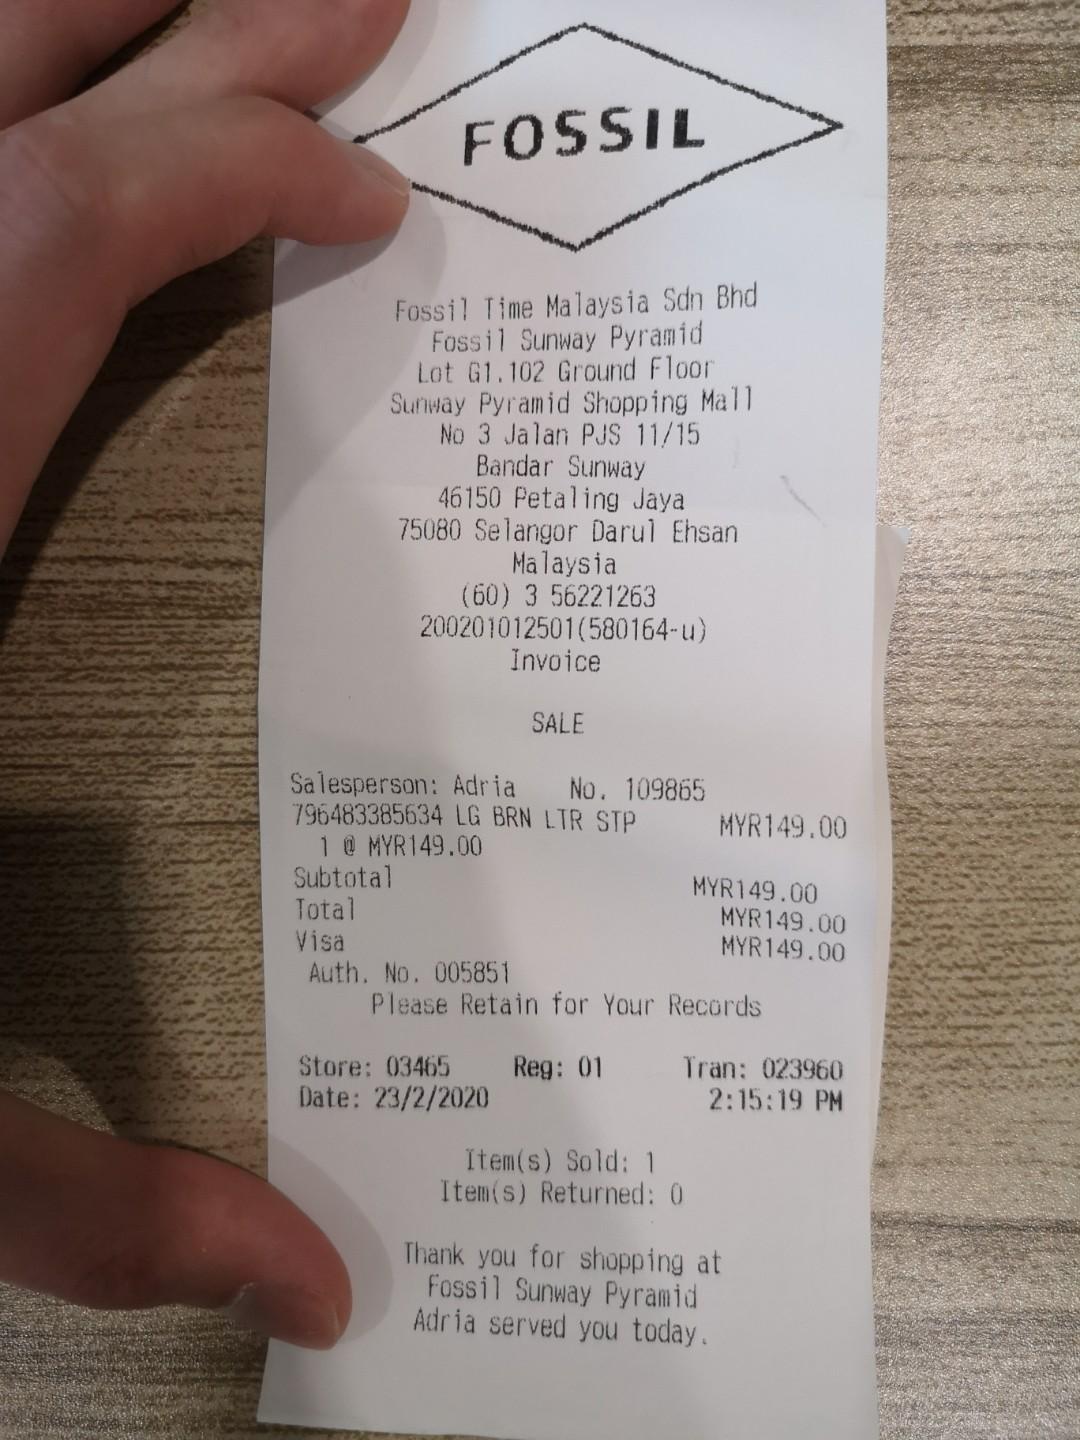 FOSSIL
Fossil Time Malaysia Sdn Bhd
Fossil Sunway Pyramid
Lot G1.102 Ground Floor
Sunway Pyramid Shopping Mall
No 3 Jalan PJS 11/15
Bandar Sunway
46150 Petaling Jaya
75080 Selangor Darul Ehsan
Malaysia
(60) 3 56221263
200201012501(580164-u)
Invoice
SALE
Salesperson: Adria No. 109865
796483385634 LG BRN LTR STP MYR149.00
1 @ MYR149.00
Subtotal MYR149.00
Total MYR149.00
Visa MYR149.00
Auth. No. 005851
Please Retain for Your Records
Store: 03465 Reg: 01 Tran: 023960
Date: 23/2/2020 2:15:19 PM
Item(s) Sold: 1
Item(s) Returned: 0
Thank you for shopping at
Fossil Sunway Pyramid
Adria served you today.